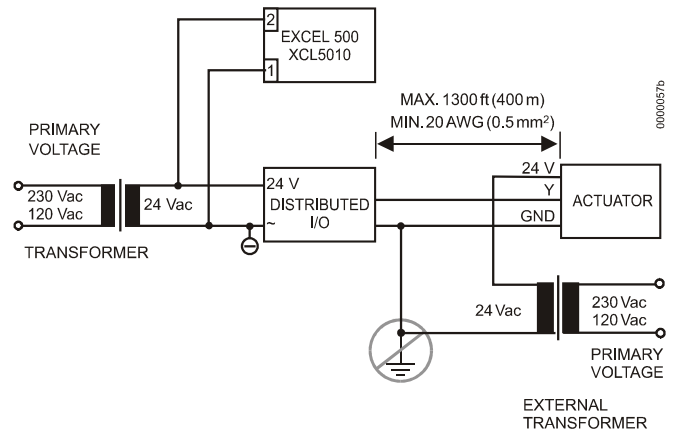 2
EXCEL 500
XCL5010
1
MAX. 1300 ft (400 m)
MIN. 20 AWG (0.5 mm²)
0000057b
PRIMARY
VOLTAGE
230 Vac
120 Vac
24 Vac
TRANSFORMER
24 V
DISTRIBUTED
I/O
~
24 V
Y
GND
ACTUATOR
24 Vac
230 Vac
120 Vac
PRIMARY
VOLTAGE
EXTERNAL
TRANSFORMER